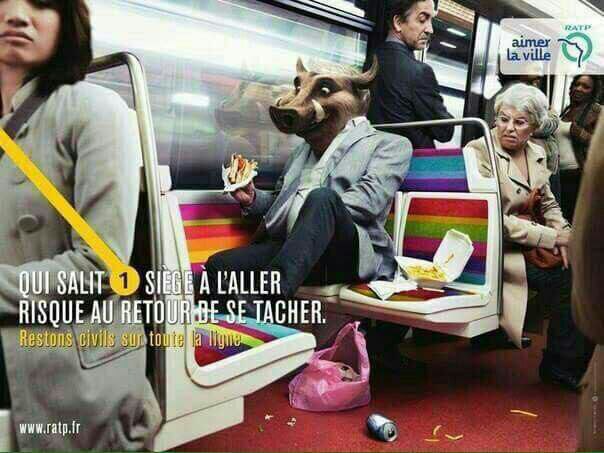 RATP
aimer
la ville
QUI SALIT 1 SIÈGE À L'ALLER
RISQUE AU RETOUR DE SE TACHER.
Restons civils sur toute la ligne
www.ratp.fr